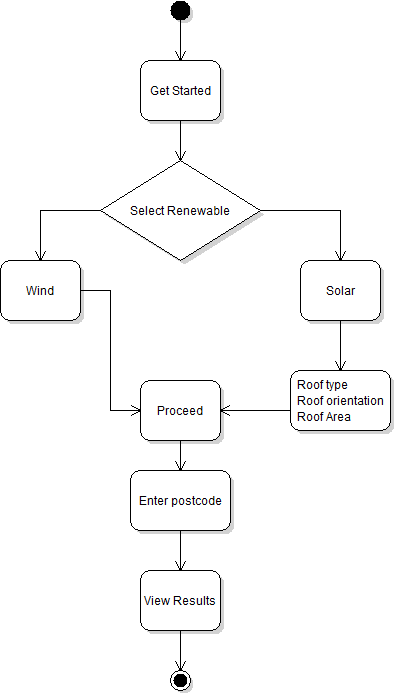 Get Started
Select Renewable
Wind
Solar
Roof type
Roof orientation
Roof Area
Proceed
Enter postcode
View Results